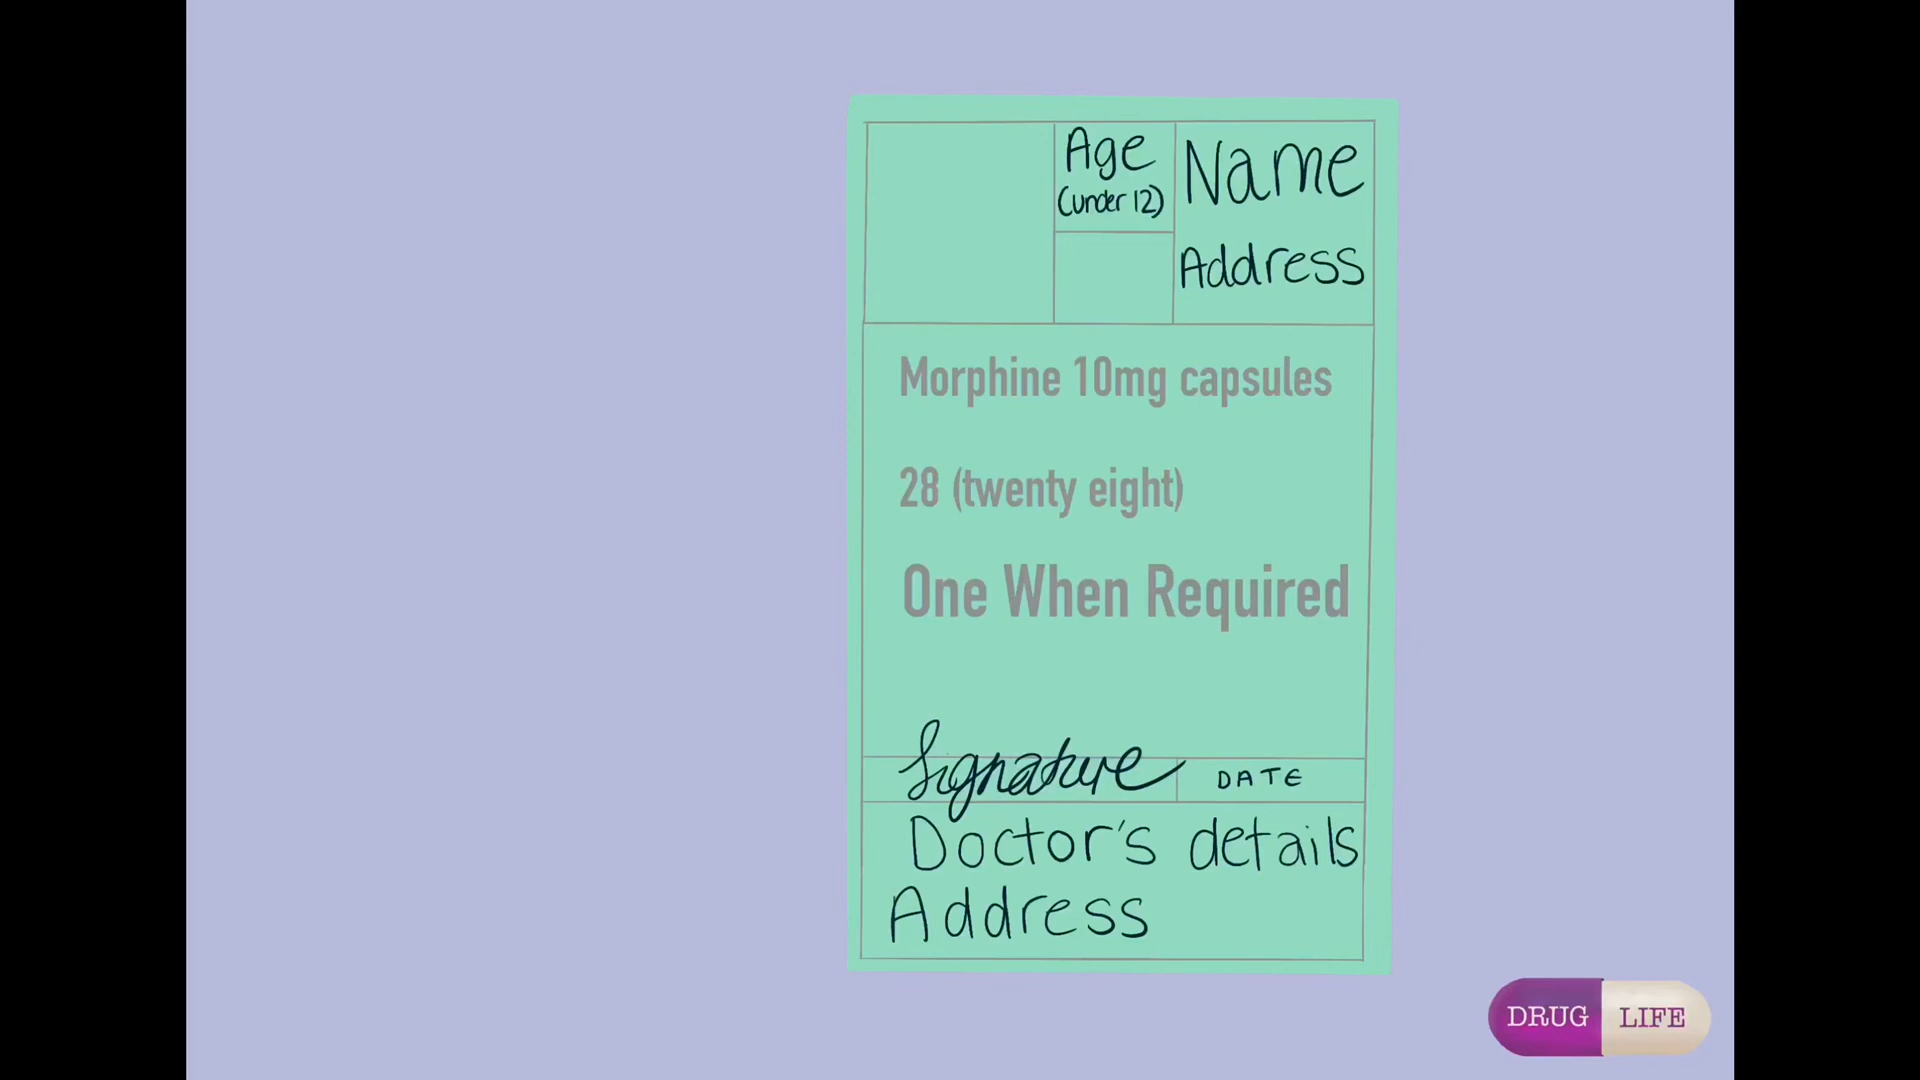 Age
(under 12)
Name
Address
Morphine 10mg capsules
28 (twenty eight)
One When Required
Signature
DATE
Doctor's details
Address
DRUG LIFE